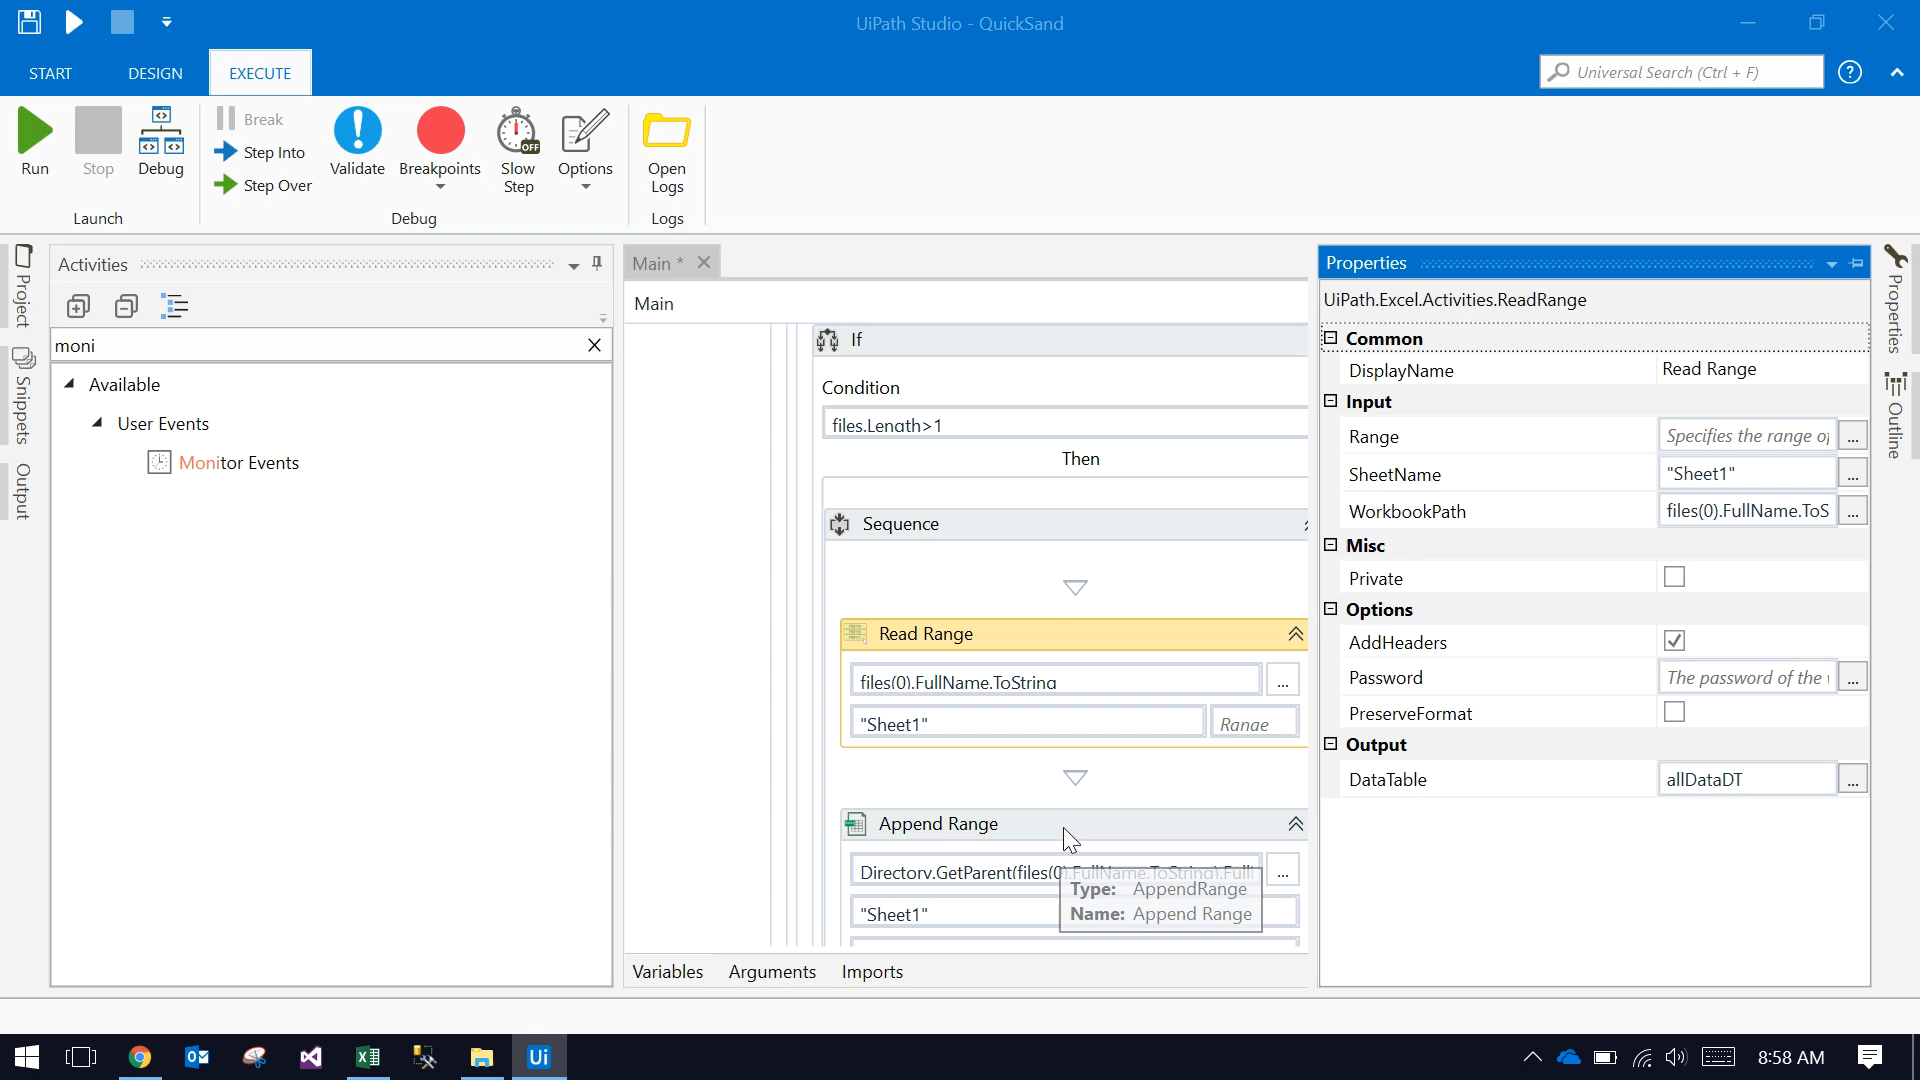 UiPath Studio - QuickSand
START
DESIGN
EXECUTE
Universal Search (Ctrl + F)
Run
Stop
Debug
Break
Step Into
Step Over
Validate
Breakpoints
Slow Step
OFF
Options
Open Logs
Launch
Debug
Logs
Project
Snippets
Output
Activities
moni
Available
User Events
Monitor Events
Main *
Main
If
Condition
files.Length>1
Then
Sequence
Read Range
files(0).FullName.ToString
...
"Sheet1"
Range
Append Range
Directory.GetParent(files(0).FullName.ToString).Full
...
"Sheet1"
Type: AppendRange
Name: Append Range
Variables
Arguments
Imports
Properties
UiPath.Excel.Activities.ReadRange
Common
DisplayName
Read Range
Input
Range
Specifies the range of
...
SheetName
"Sheet1"
...
WorkbookPath
files(0).FullName.ToS
...
Misc
Private
Options
AddHeaders
Password
The password of the
...
PreserveFormat
Output
DataTable
allDataDT
...
Properties
Outline
Ui
8:58 AM